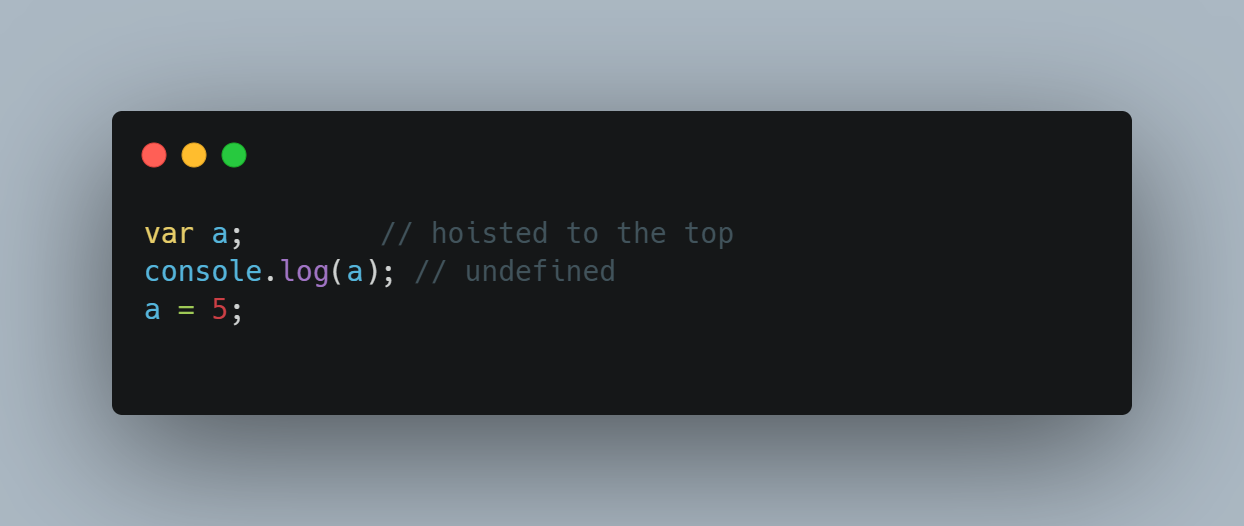 var a;        // hoisted to the top
console.log(a); // undefined
a = 5;